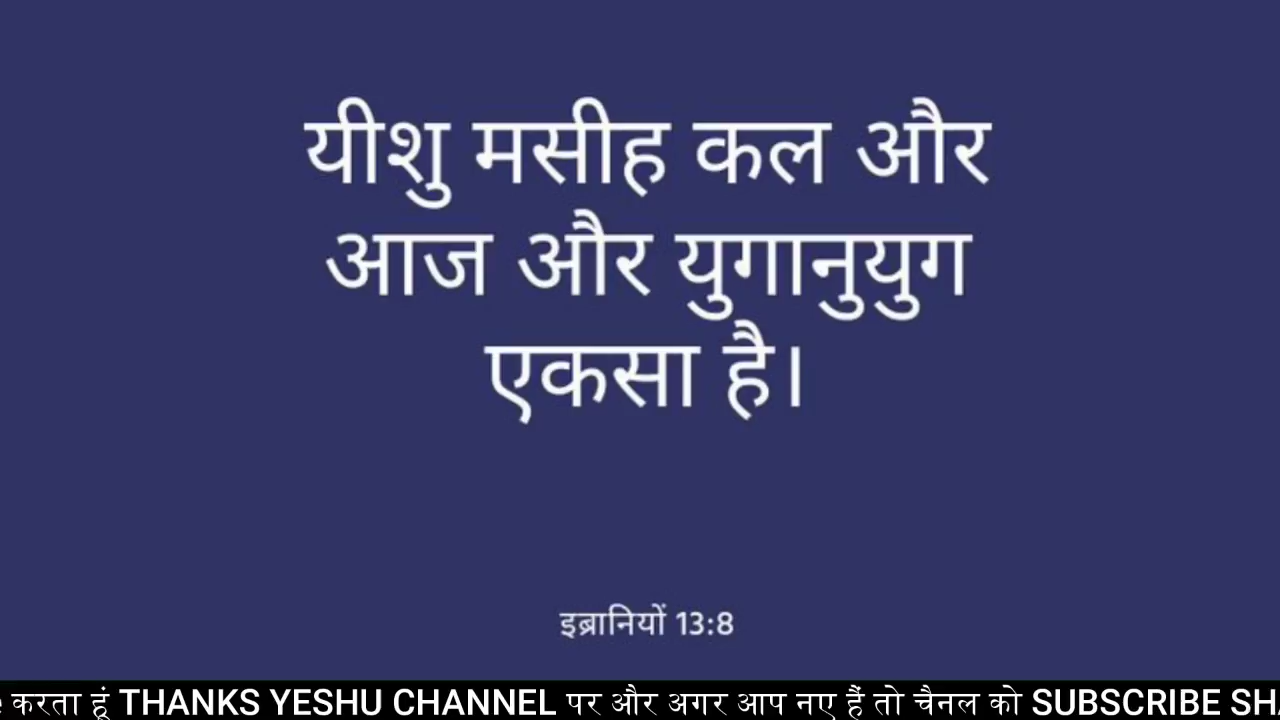 यीशु मसीह कल और
आज और युगानुयुग
एकसा है।
इब्रानियों 13:8
करता हूं THANKS YESHU CHANNEL पर और अगर आप नए हैं तो चैनल को SUBSCRIBE